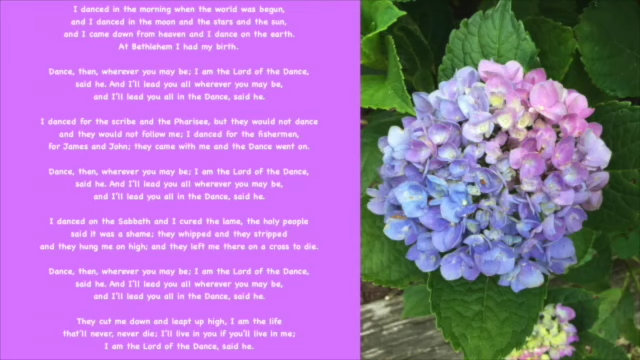 I danced in the morning when the world was begun,
and I danced in the moon and the stars and the sun,
and I came down from heaven and I dance on the earth.
At Bethlehem I had my birth.
Dance, then, wherever you may be; I am the Lord of the Dance,
said he. And I'll lead you all wherever you may be,
and I'll lead you all in the Dance, said he.
I danced for the scribe and the Pharisee, but they would not dance
and they would not follow me; I danced for the fishermen,
for James and John; they came with me and the Dance went on.
Dance, then, wherever you may be; I am the Lord of the Dance,
said he. And I'll lead you all wherever you may be,
and I'll lead you all in the Dance, said he.
I danced on the Sabbath and I cured the lame, the holy people
said it was a shame; they whipped and they stripped
and they hung me on high; and they left me there on a cross to die.
Dance, then, wherever you may be; I am the Lord of the Dance,
said he. And I'll lead you all wherever you may be,
and I'll lead you all in the Dance, said he.
They cut me down and leapt up high, I am the life
that'll never, never die; I'll live in you if you'll live in me;
I am the Lord of the Dance, said he.